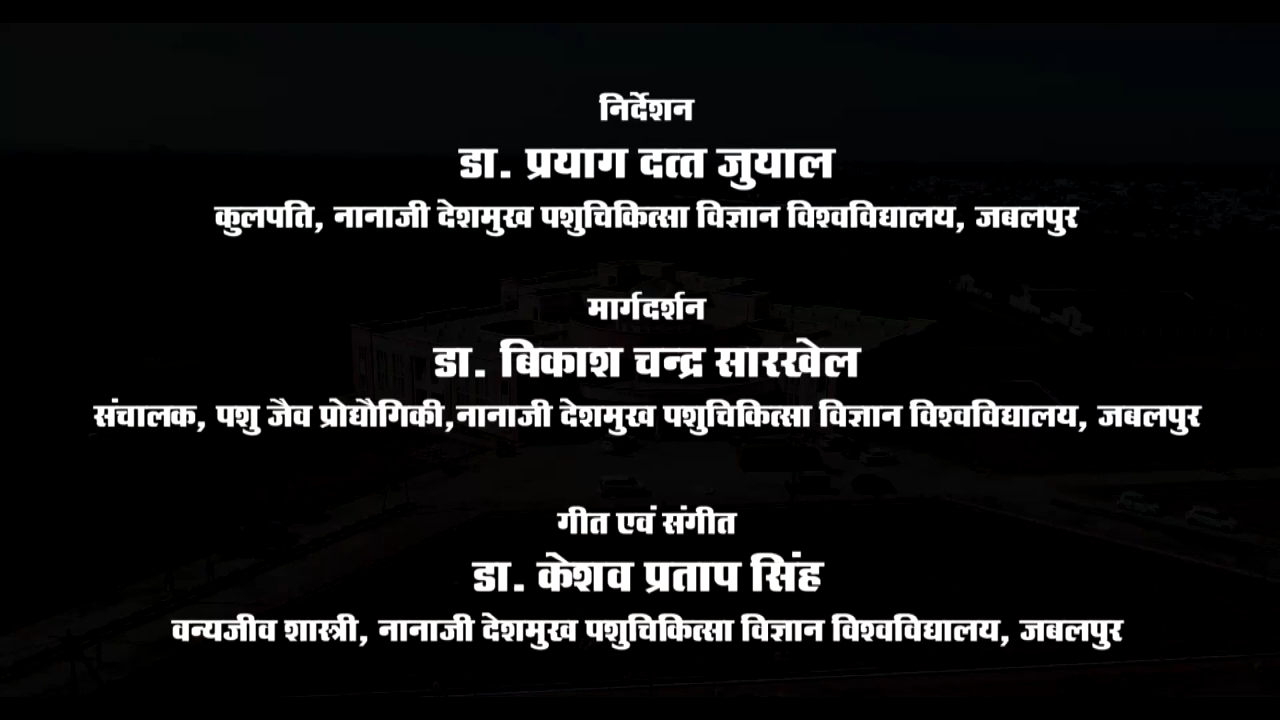 निर्देशन
डा. प्रयाग दत्त जुयाल
कुलपति, नानाजी देशमुख पशुचिकित्सा विज्ञान विश्वविद्यालय, जबलपुर
मार्गदर्शन
डा. बिकाश चन्द्र सारखेल
संचालक, पशु जैव प्रोद्यौगिकी,नानाजी देशमुख पशुचिकित्सा विज्ञान विश्वविद्यालय, जबलपुर
गीत एवं संगीत
डा. केशव प्रताप सिंह
वन्यजीव शास्त्री, नानाजी देशमुख पशुचिकित्सा विज्ञान विश्वविद्यालय, जबलपुर